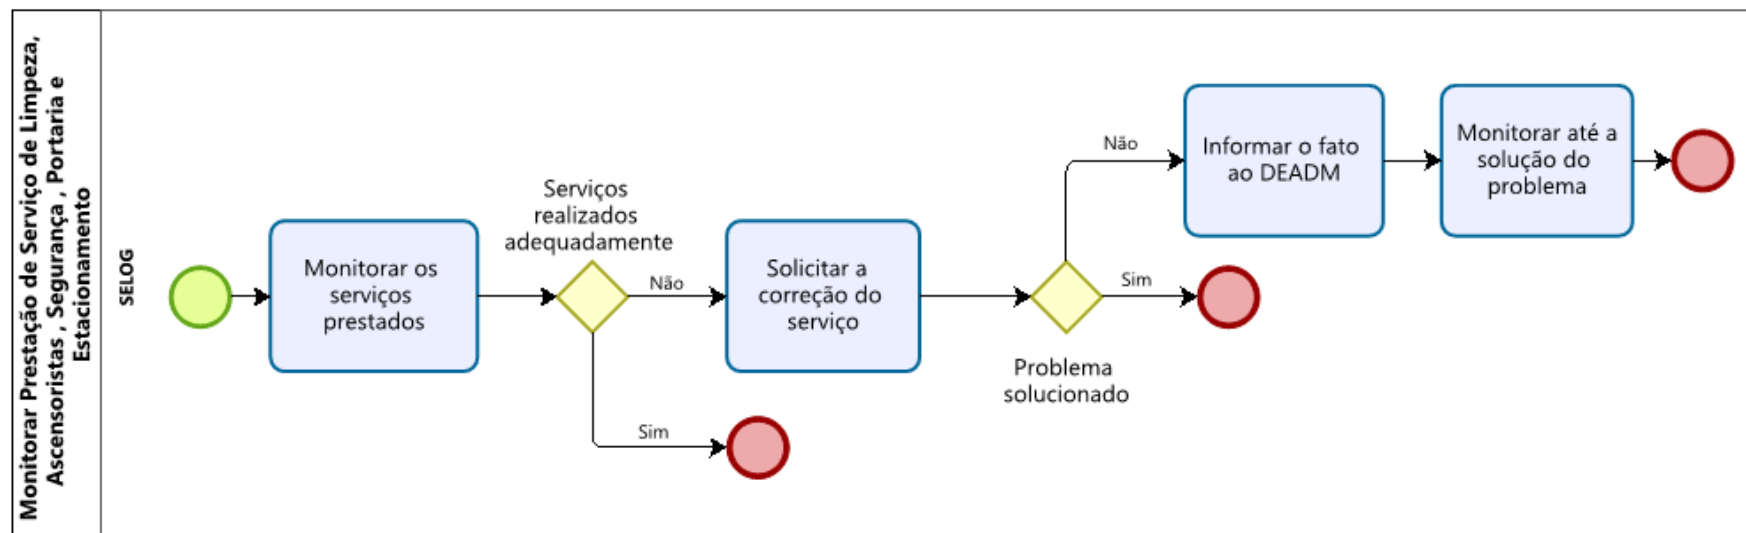 Monitorar Prestação de Serviço de Limpeza,
Ascensoristas , Segurança , Portaria e
Estacionamento
SELOG
Monitorar os
serviços
prestados
Serviços
realizados
adequadamente
Não
Sim
Solicitar a
correção do
serviço
Problema
solucionado
Não
Sim
Informar o fato
ao DEADM
Monitorar até a
solução do
problema